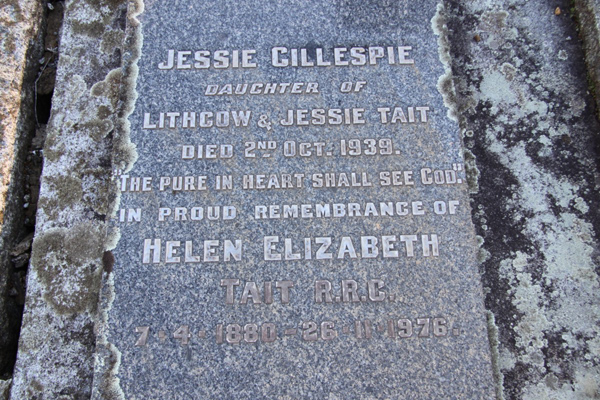 JESSIE GILLESPIE
DAUGHTER OF
LITHGOW & JESSIE TAIT
DIED 2ND OCT. 1939.
"THE PURE IN HEART SHALL SEE GOD."
IN PROUD REMEMBRANCE OF
HELEN ELIZABETH
TAIT R.R.C.
7-4-1880-26-11-1976.